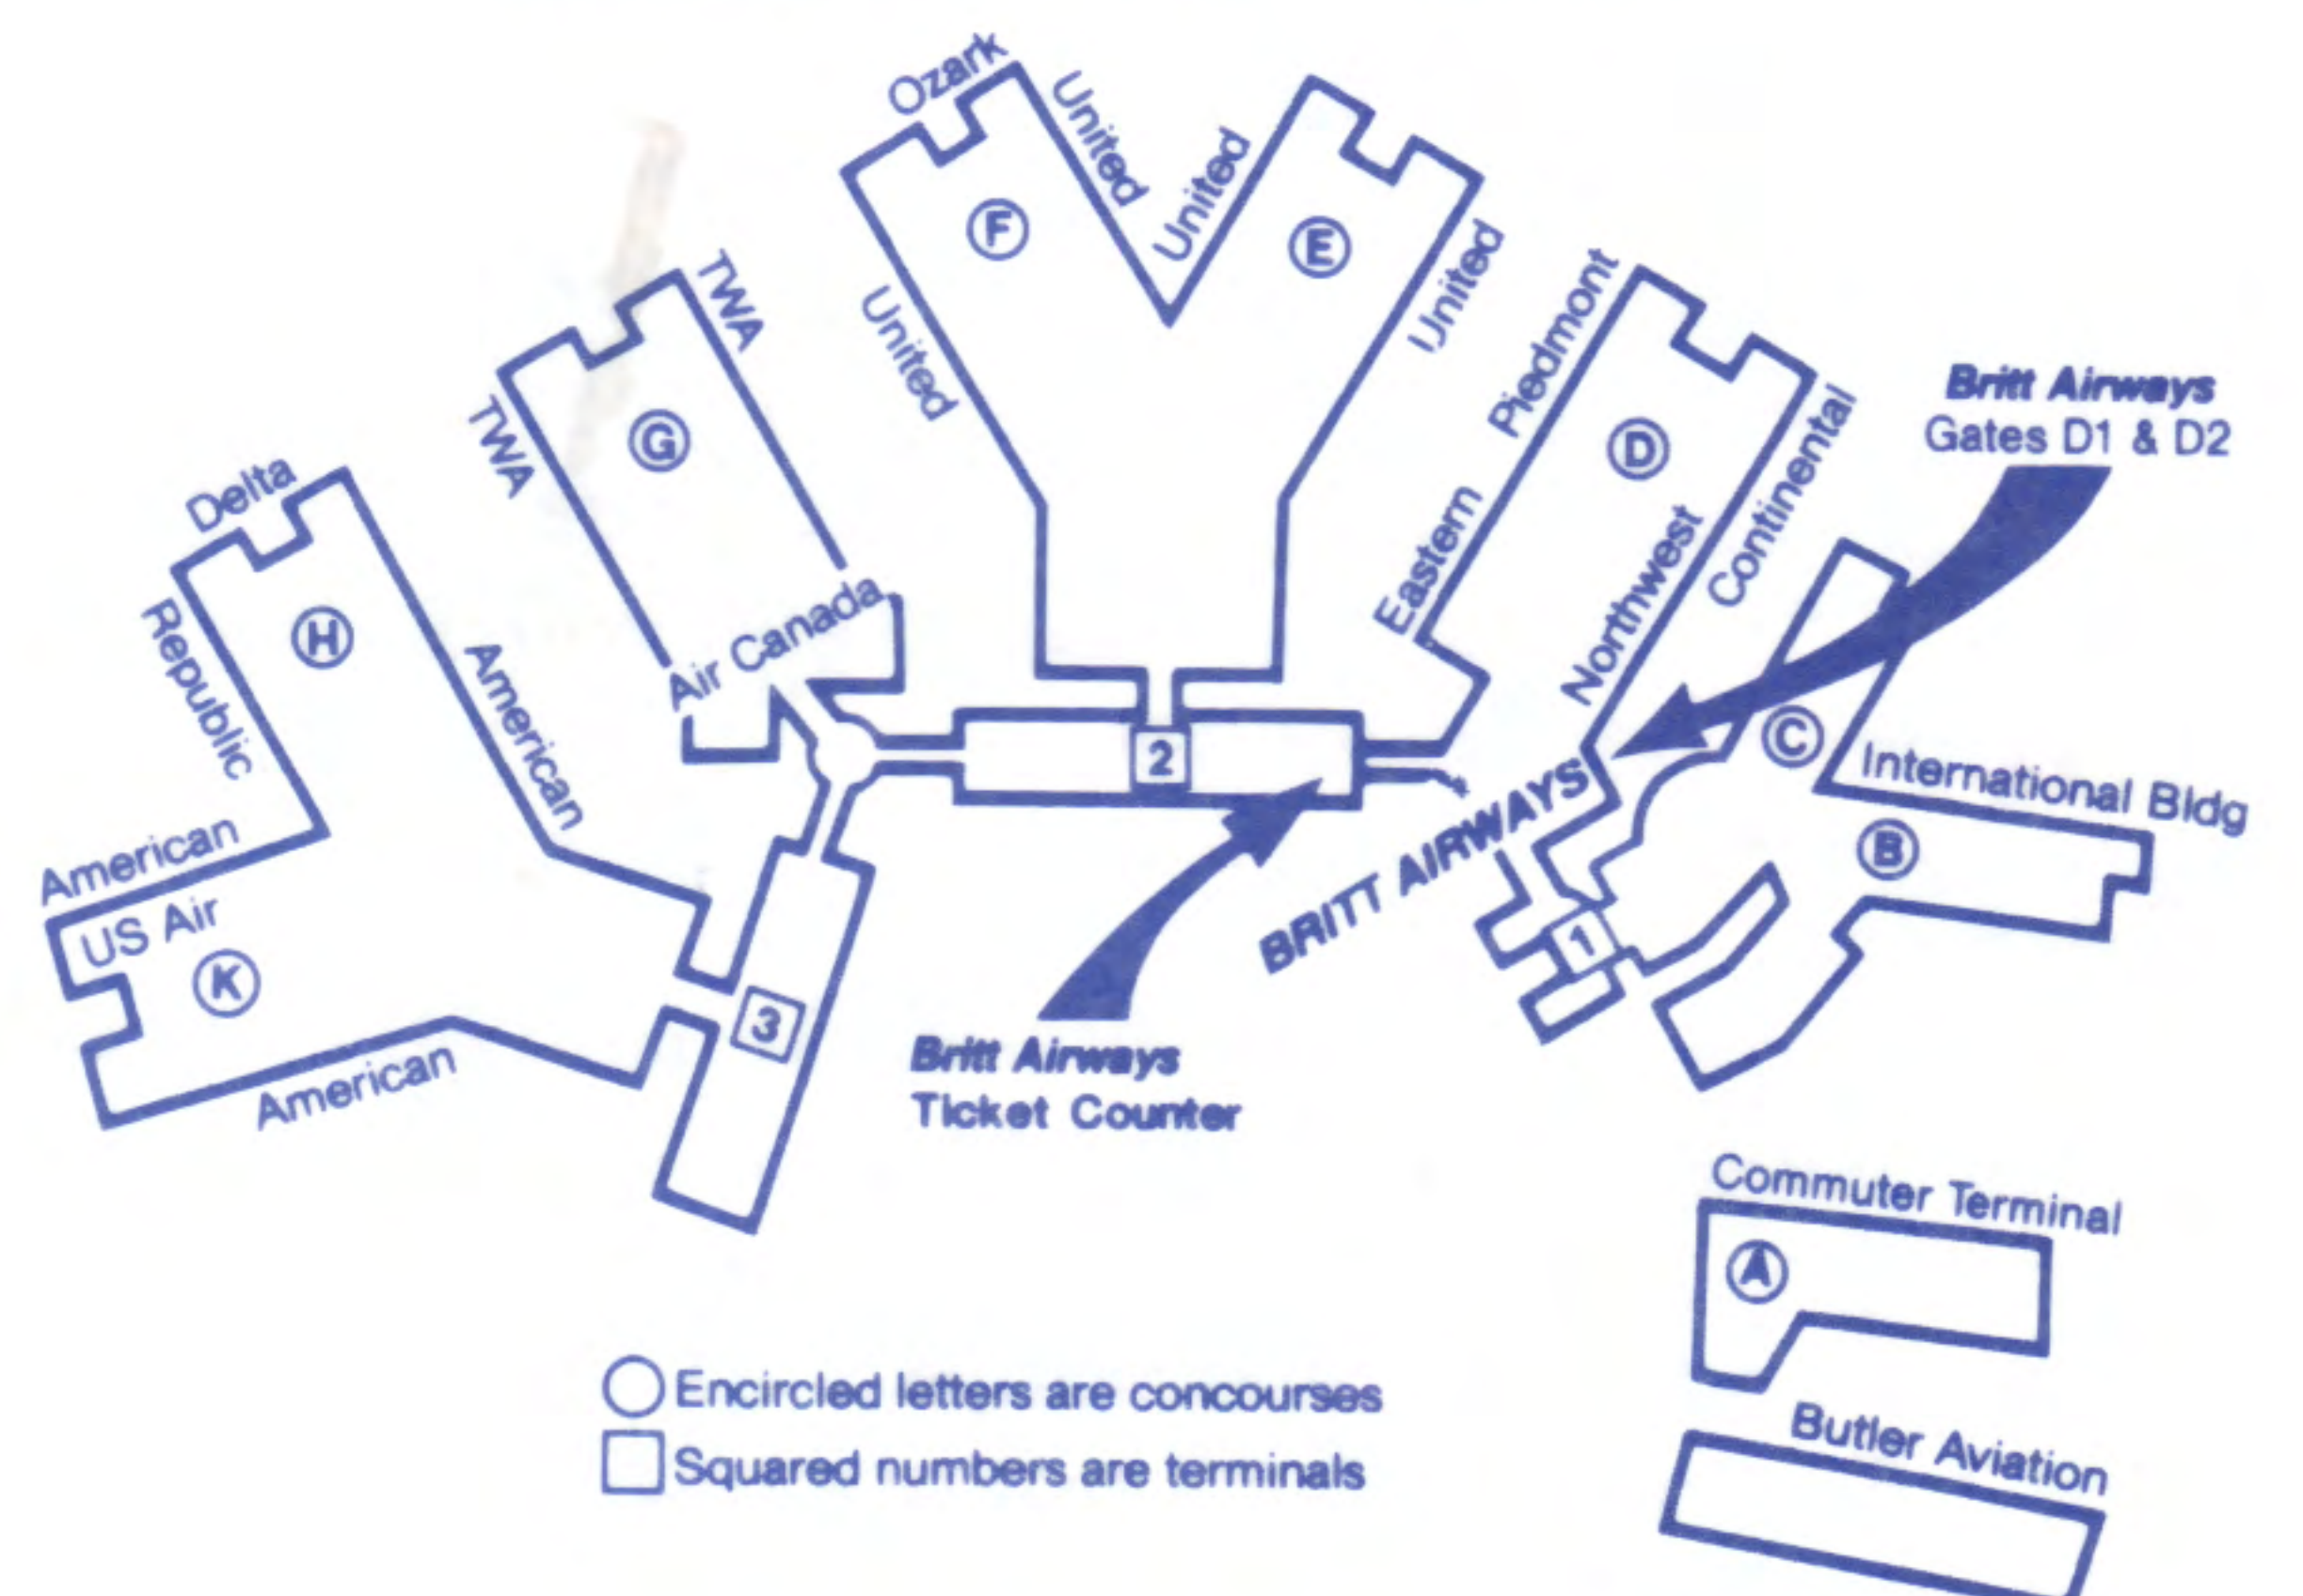 Ozark
United
United
F
E
United
United
TWA
TWA
G
Air Canada
Piedmont
Eastern
D
Continental
Northwest
Britt Airways
Gates D1 & D2
Delta
Republic
H
American
American
US Air
K
American
2
3
C
International Bldg
B
BRITT AIRWAYS
1
Britt Airways
Ticket Counter
Commuter Terminal
A
Butler Aviation
Encircled letters are concourses
Squared numbers are terminals